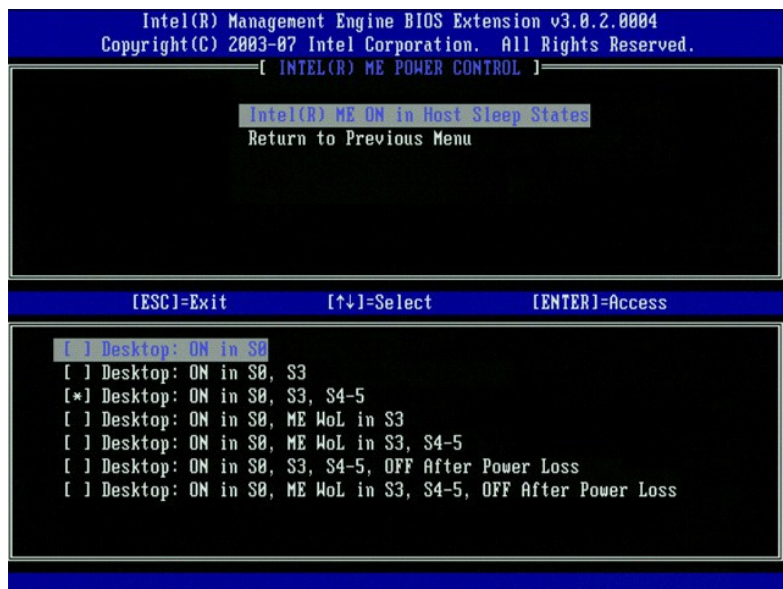 Intel(R) Management Engine BIOS Extension v3.0.2.0004
Copyright(C) 2003-07 Intel Corporation. All Rights Reserved.
[ INTEL(R) ME POWER CONTROL ]
Intel(R) ME ON in Host Sleep States
Return to Previous Menu
[ESC]=Exit [↑↓]=Select [ENTER]=Access
[ ] Desktop: ON in S0
[ ] Desktop: ON in S0, S3
[*] Desktop: ON in S0, S3, S4-5
[ ] Desktop: ON in S0, ME WoL in S3
[ ] Desktop: ON in S0, ME WoL in S3, S4-5
[ ] Desktop: ON in S0, S3, S4-5, OFF After Power Loss
[ ] Desktop: ON in S0, ME WoL in S3, S4-5, OFF After Power Loss